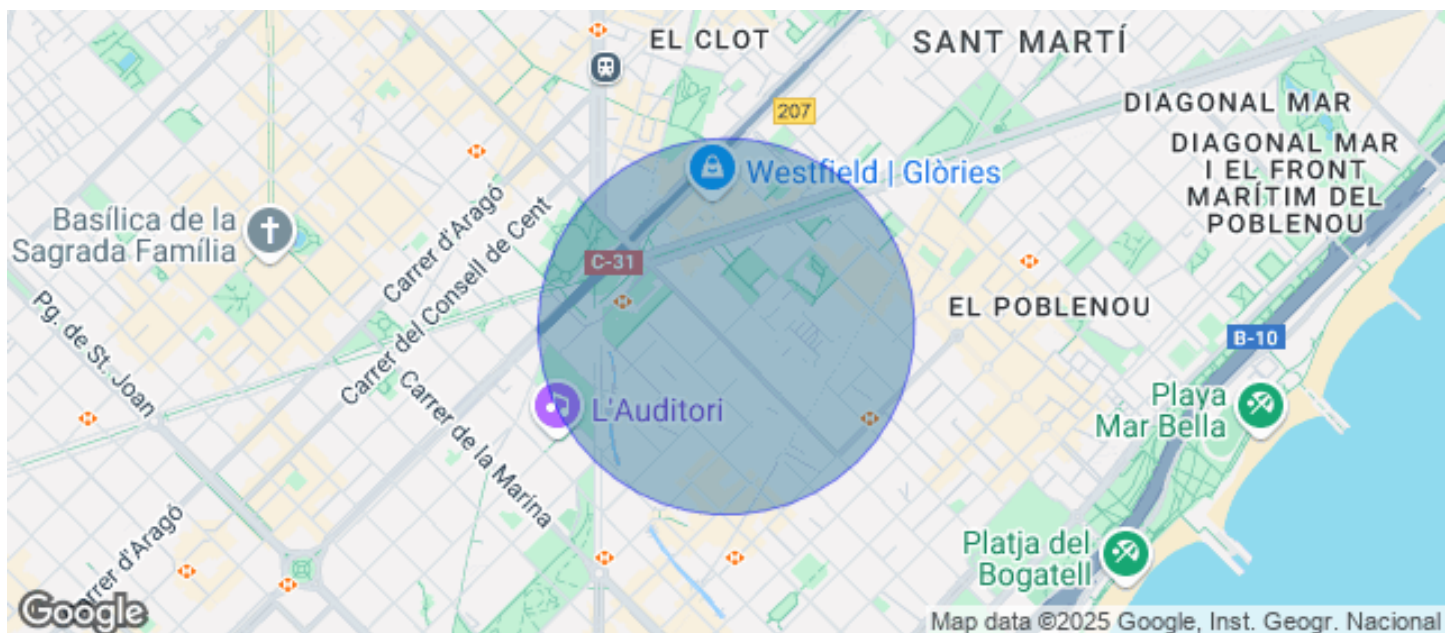 EL CLOT
SANT MARTÍ
DIAGONAL MAR
207
DIAGONAL MAR
I EL FRONT
MARÍTIM DEL
POBLENOU
Westfield | Glòries
Basílica de la
Sagrada Família
Carrer d'Aragó
Carrer del Consell de Cent
C-31
EL POBLENOU
Pg. de St. Joan
B-10
Carrer de la Marina
L'Auditori
Playa
Mar Bella
Carrer d'Aragó
Platja del
Bogatell
Google
Map data ©2025 Google, Inst. Geogr. Nacional